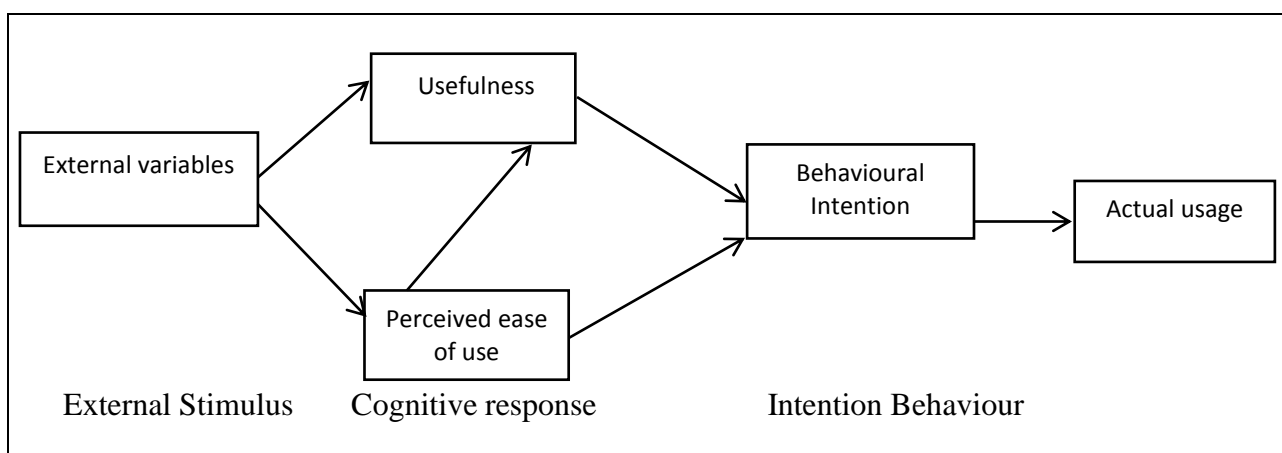 Usefulness
External variables
Behavioural
Intention
Actual usage
Perceived ease
of use
External Stimulus
Cognitive response
Intention Behaviour